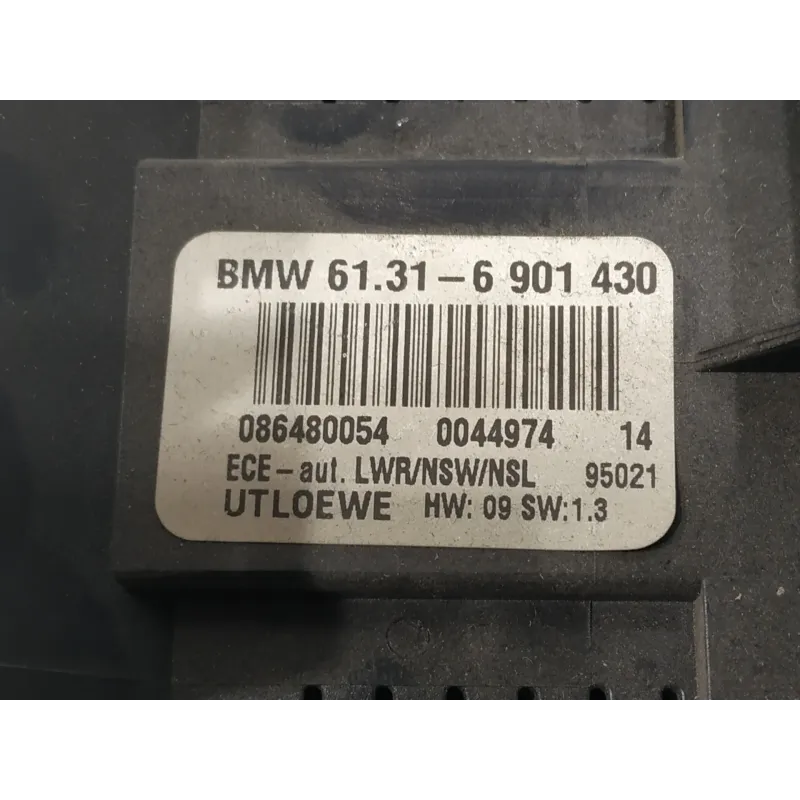 BMW 61.31-6 901 430
086480054 0044974 14
ECE-aut. LWR/NSW/NSL 95021
UTLOEWE HW: 09 SW:1.3